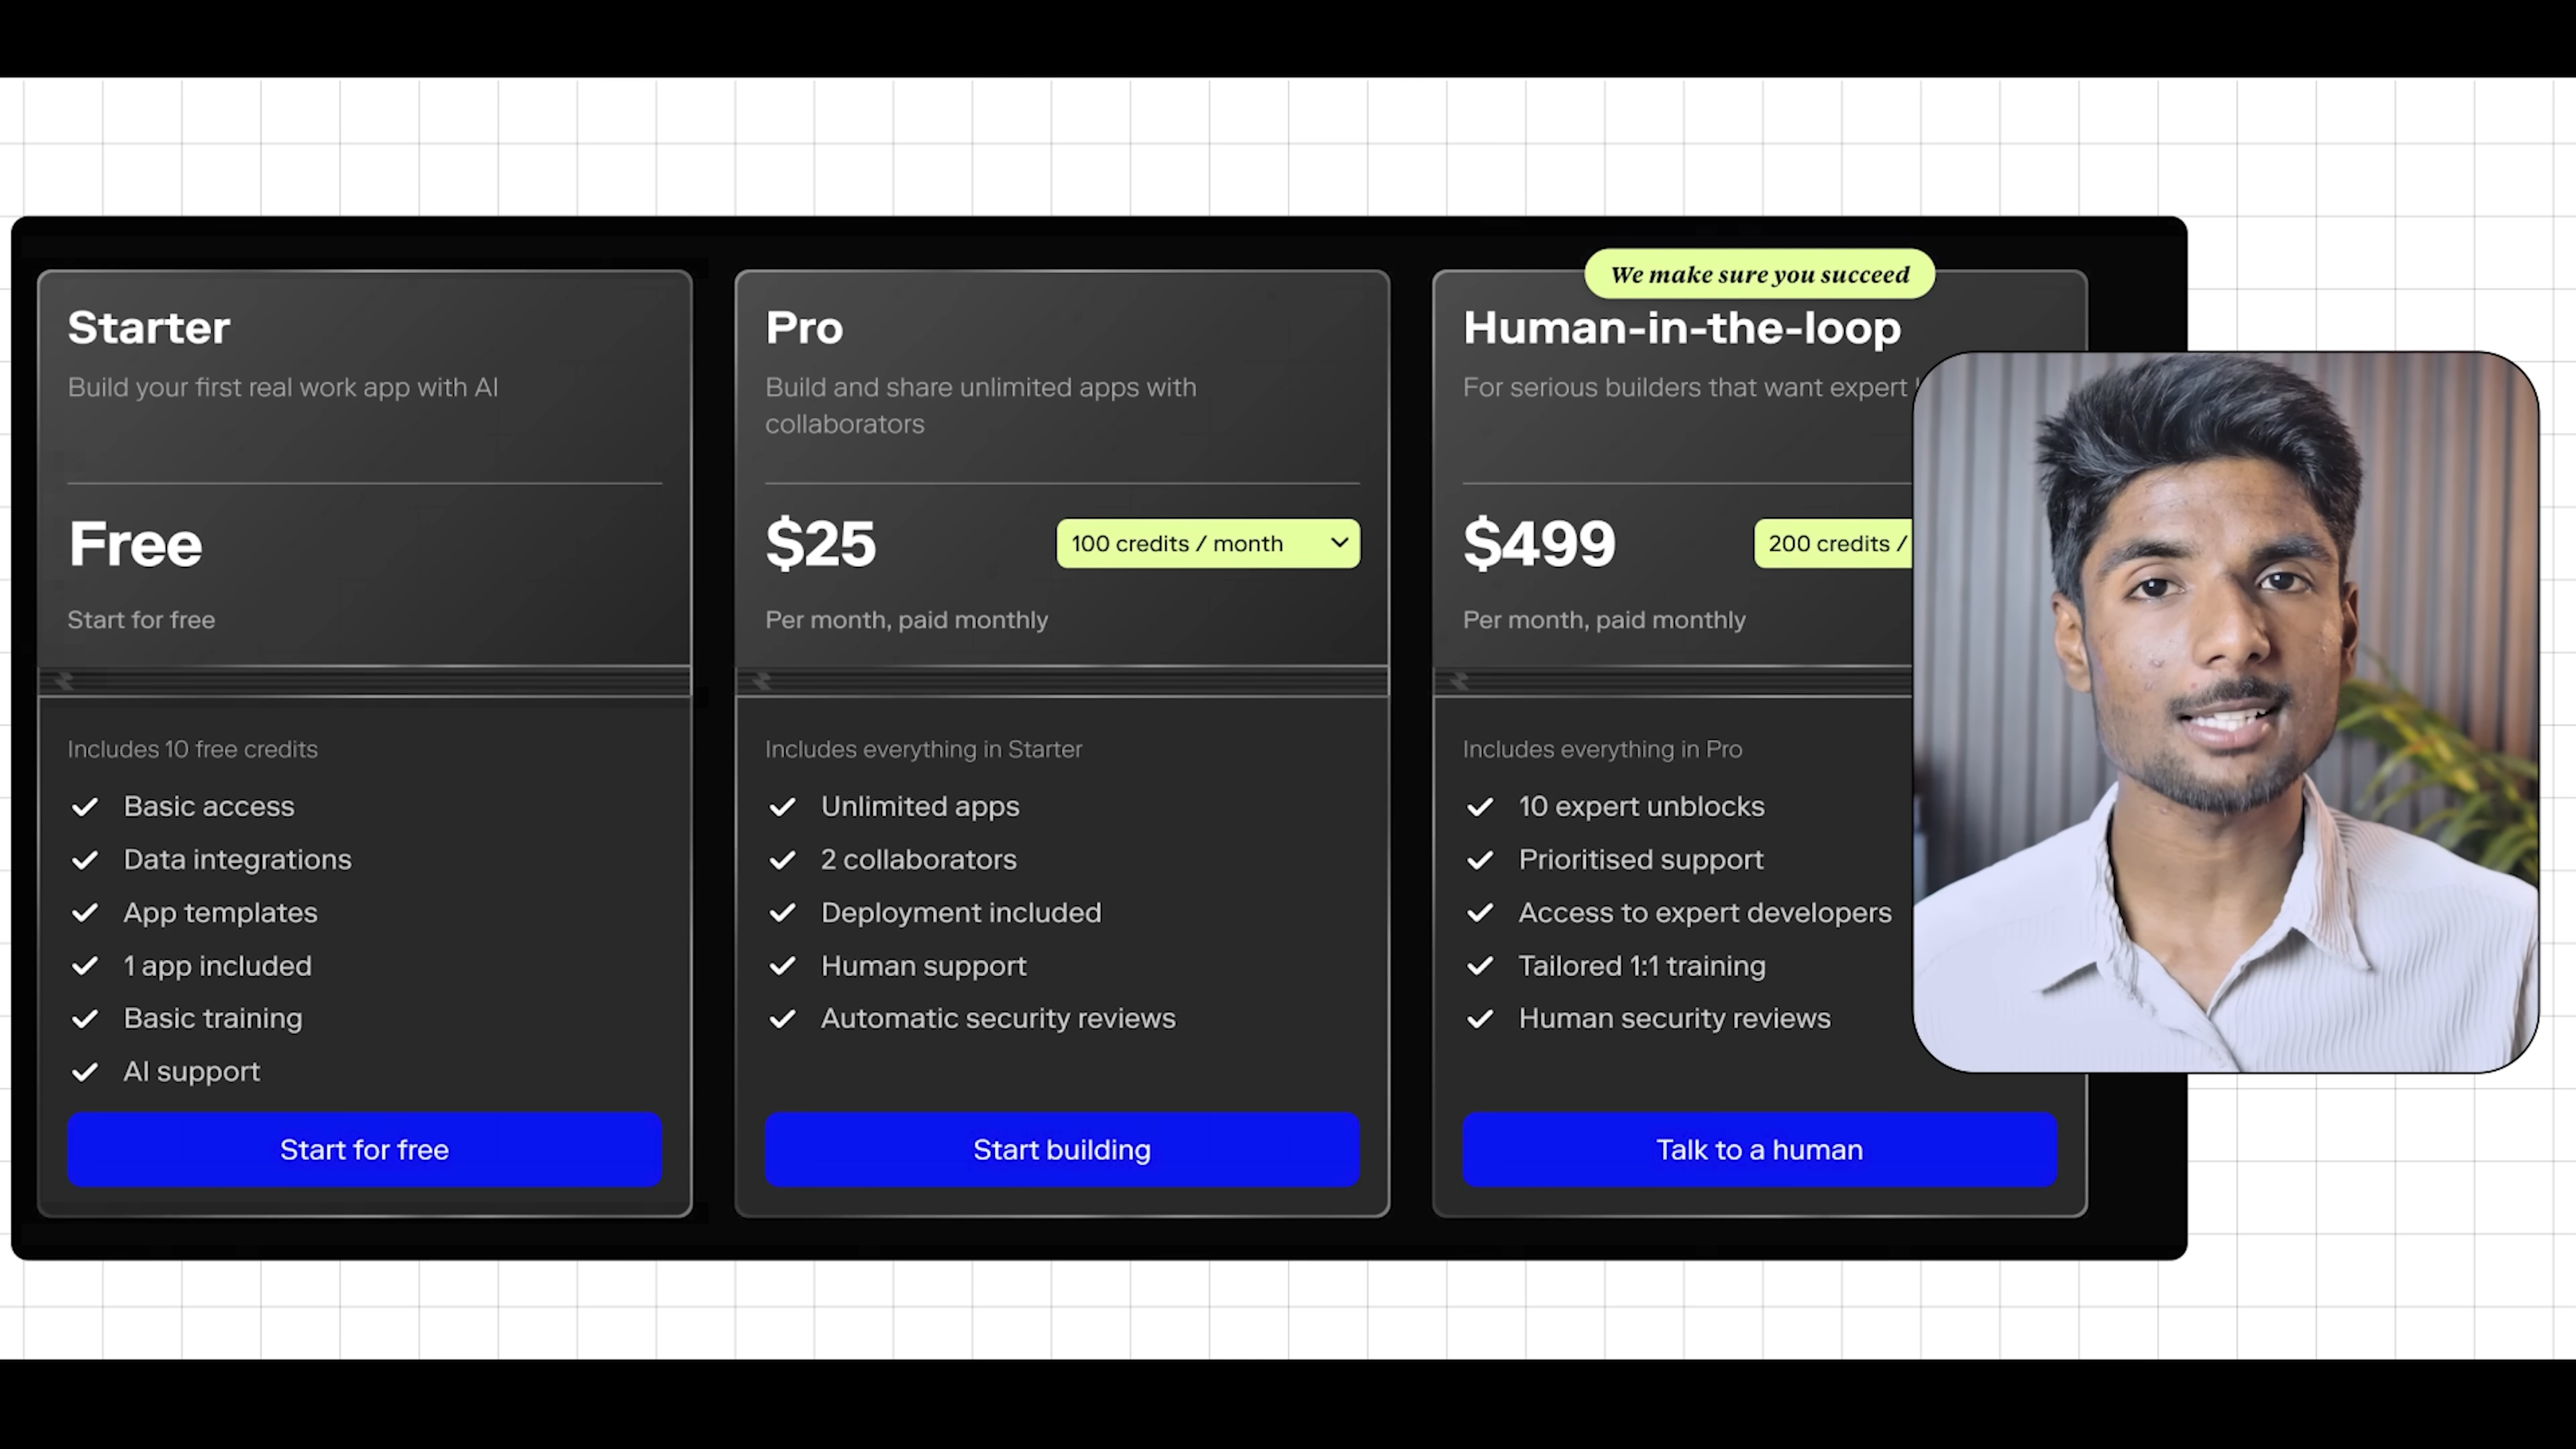 Starter
Build your first real work app with AI
Free
Start for free
Includes 10 free credits
Basic access
Data integrations
App templates
1 app included
Basic training
AI support
Start for free
Pro
Build and share unlimited apps with
collaborators
$25
100 credits / month
Per month, paid monthly
Includes everything in Starter
Unlimited apps
2 collaborators
Deployment included
Human support
Automatic security reviews
Start building
We make sure you succeed
Human-in-the-loop
For serious builders that want expert
$499
200 credits /
Per month, paid monthly
Includes everything in Pro
10 expert unblocks
Prioritised support
Access to expert developers
Tailored 1:1 training
Human security reviews
Talk to a human